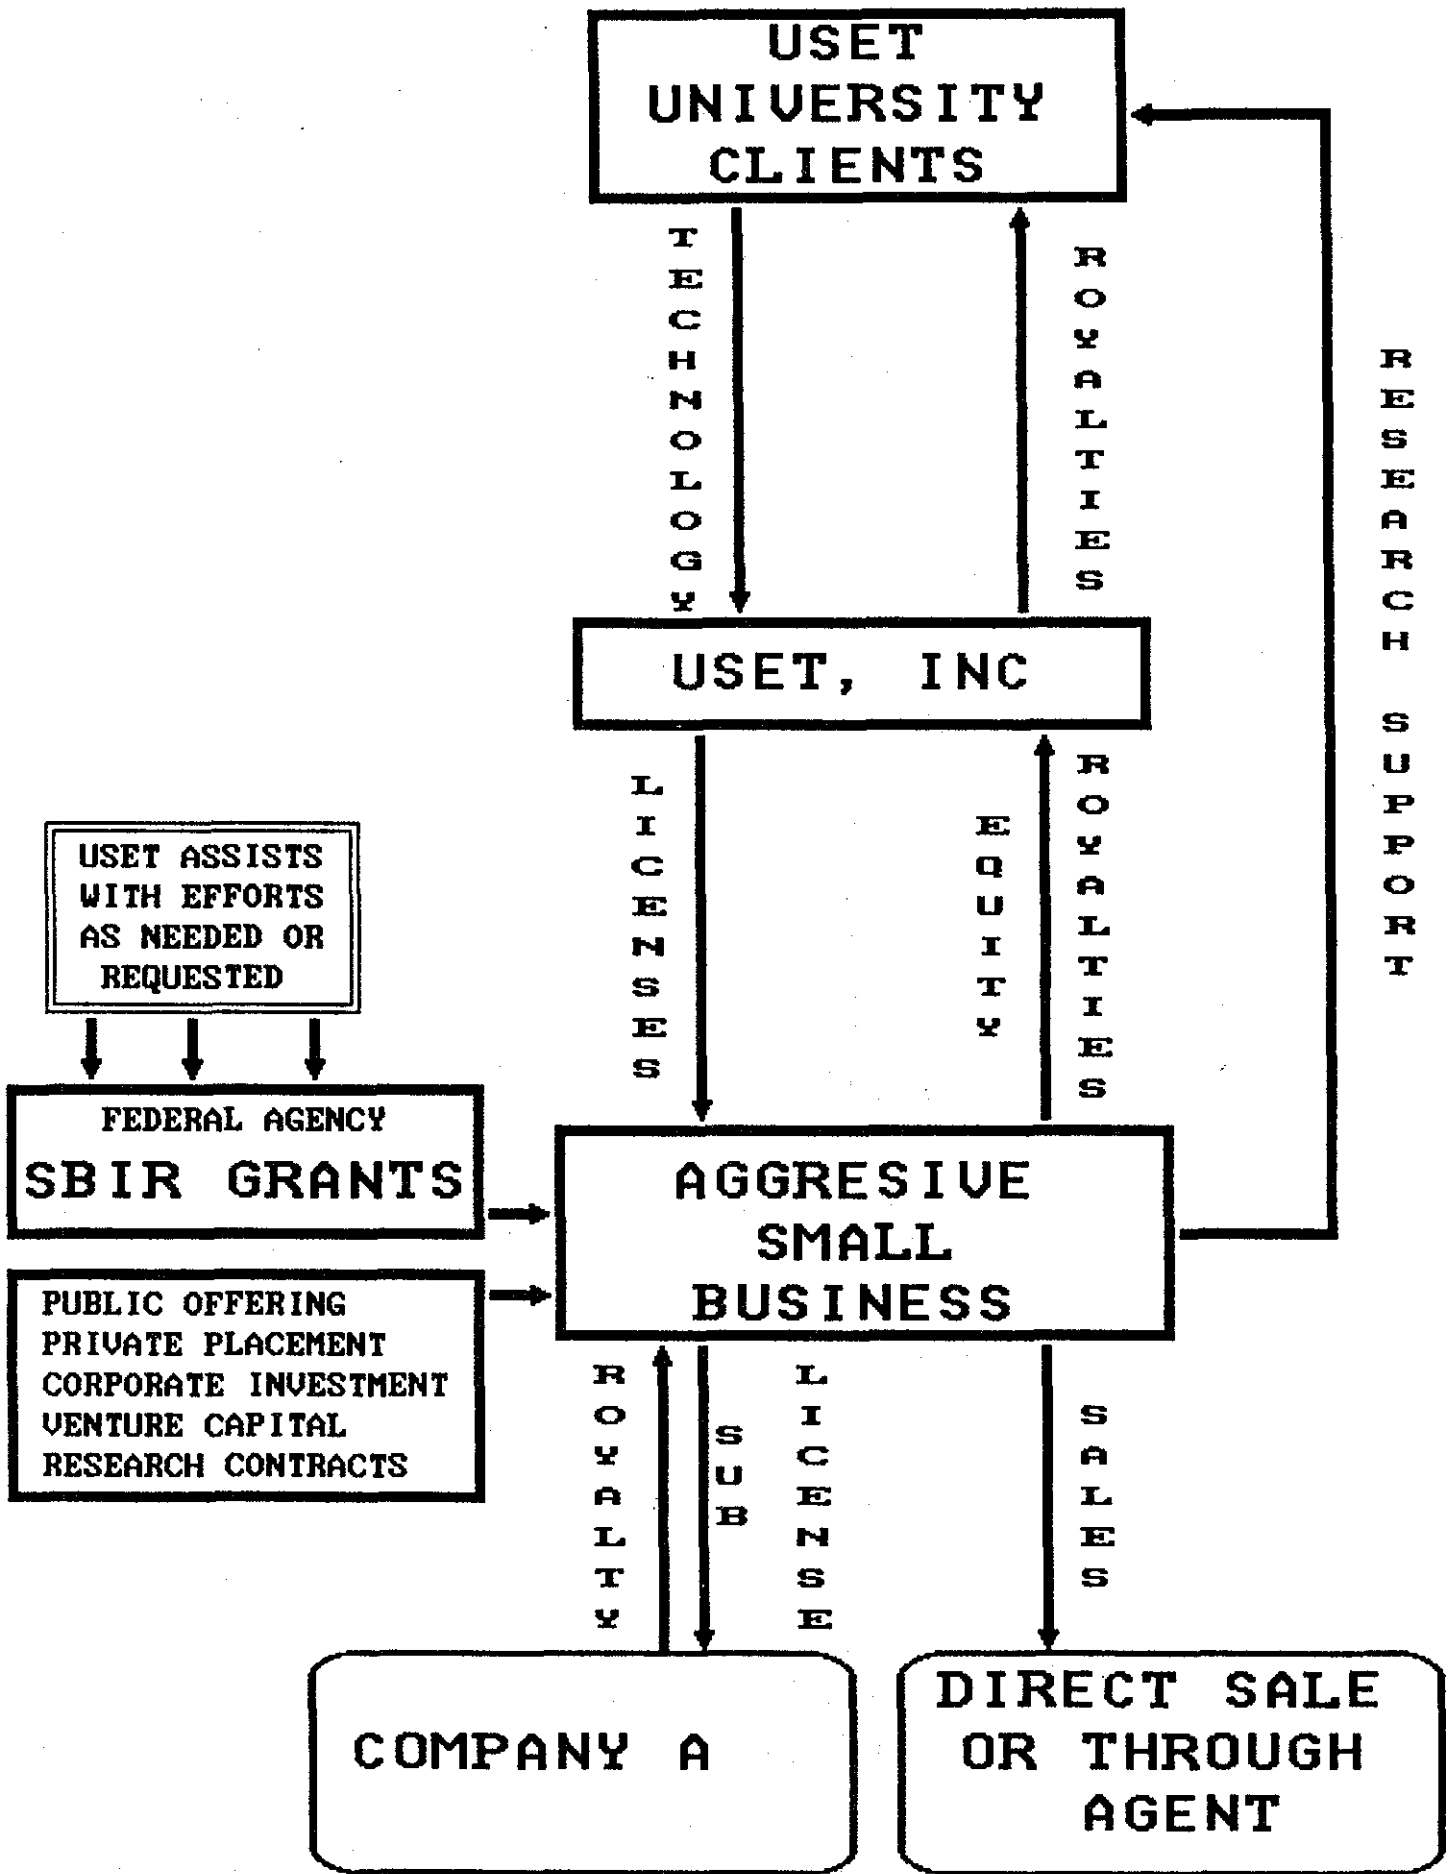 USET
UNIVERSITY
CLIENTS
TECHNOLOGY
ROYALTIES
RESEARCH SUPPORT
USET, INC
LICENSES
EQUITY
ROYALTIES
USET ASSISTS
WITH EFFORTS
AS NEEDED OR
REQUESTED
FEDERAL AGENCY
SBIR GRANTS
AGGRESIVE
SMALL
BUSINESS
PUBLIC OFFERING
PRIVATE PLACEMENT
CORPORATE INVESTMENT
VENTURE CAPITAL
RESEARCH CONTRACTS
ROYALTY
SUB
LICENSE
SALES
COMPANY A
DIRECT SALE
OR THROUGH
AGENT